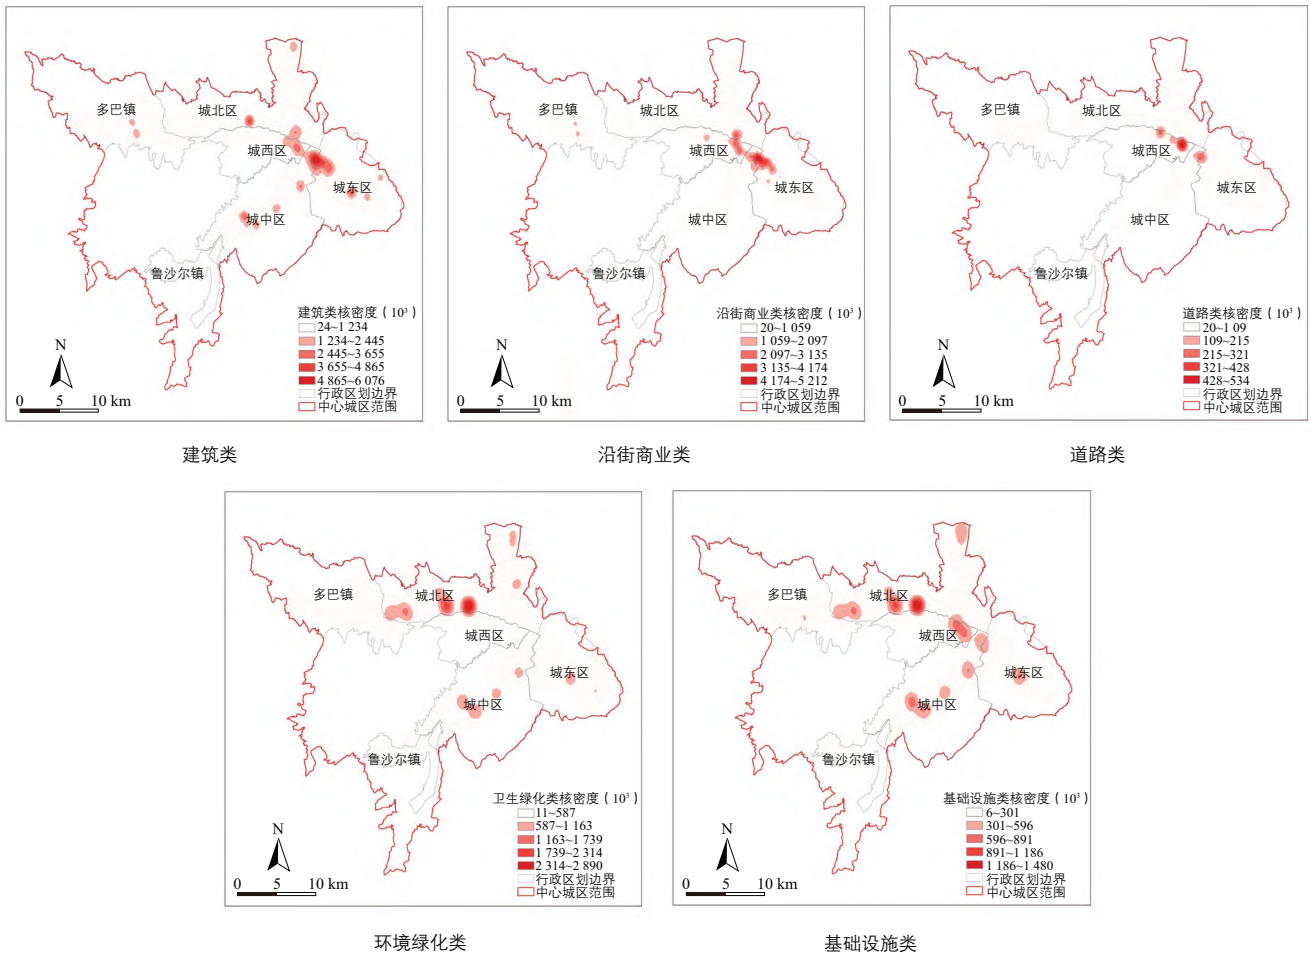 多巴镇
城北区
城西区
城东区
城中区
鲁沙尔镇
建筑类核密度（10³）
24~1 234
1 234~2 445
2 445~3 655
3 655~4 865
4 865~6 076
行政区划边界
中心城区范围
N
0 5 10 km
建筑类
多巴镇
城北区
城西区
城东区
城中区
鲁沙尔镇
沿街商业类核密度（10³）
20~1 059
1 059~2 097
2 097~3 135
3 135~4 174
4 174~5 212
行政区划边界
中心城区范围
N
0 5 10 km
沿街商业类
多巴镇
城北区
城西区
城东区
城中区
鲁沙尔镇
道路类核密度（10³）
20~1 09
109~215
215~321
321~428
428~534
行政区划边界
中心城区范围
N
0 5 10 km
道路类
多巴镇
城北区
城西区
城东区
城中区
鲁沙尔镇
卫生绿化类核密度（10³）
11~587
587~1 163
1 163~1 739
1 739~2 314
2 314~2 890
行政区划边界
中心城区范围
N
0 5 10 km
环境绿化类
多巴镇
城北区
城西区
城东区
城中区
鲁沙尔镇
基础设施类核密度（10³）
6~301
301~596
596~891
891~1 186
1 186~1 480
行政区划边界
中心城区范围
N
0 5 10 km
基础设施类